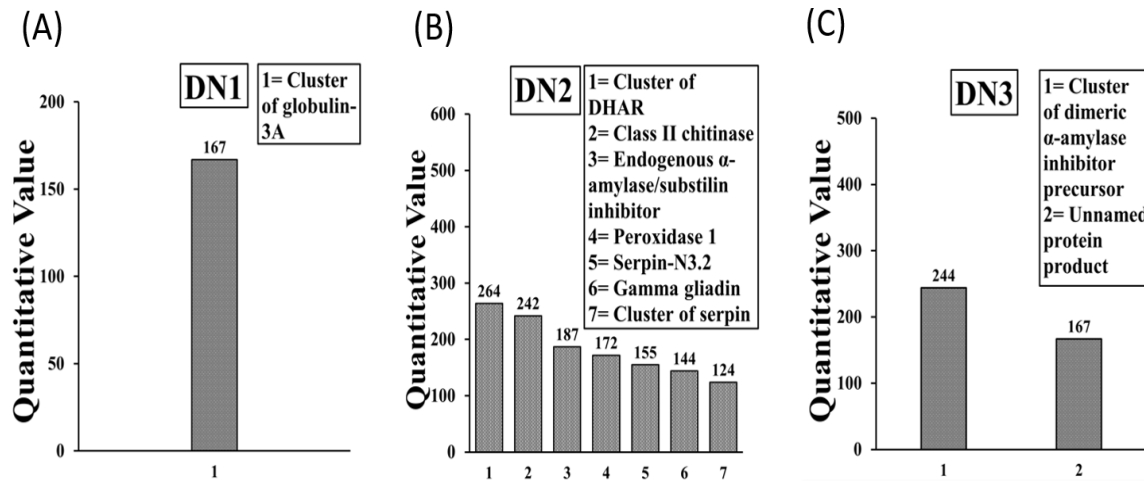 (A)
DN1
1= Cluster
of globulin-
3A
Quantitative Value
200
150
100
50
0
167
1
(B)
DN2
1= Cluster of
DHAR
2= Class II chitinase
3= Endogenous α-
amylase/substilin
inhibitor
4= Peroxidase 1
5= Serpin-N3.2
6= Gamma gliadin
7= Cluster of serpin
Quantitative Value
600
500
400
300
200
100
0
264 242 187 172 155 144 124
1 2 3 4 5 6 7
(C)
DN3
1= Cluster
of dimeric
α-amylase
inhibitor
precursor
2= Unnamed
protein
product
Quantitative Value
500
400
300
200
100
0
244 167
1 2